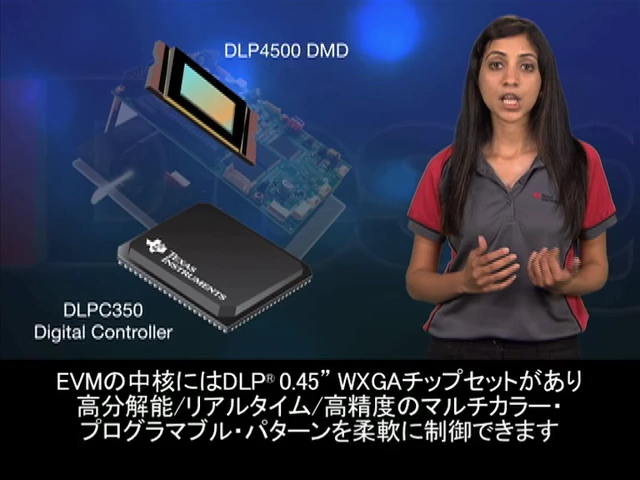 DLP4500 DMD
TEXAS
INSTRUMENTS
DLPC350
Digital Controller
EVMの中核にはDLP® 0.45” WXGAチップセットがあり
高分解能/リアルタイム/高精度のマルチカラー・
プログラマブル・パターンを柔軟に制御できます